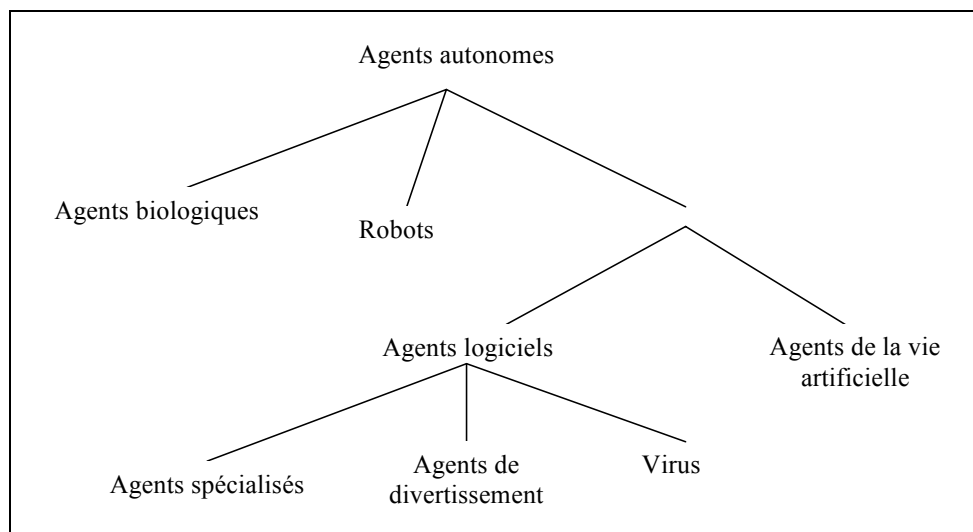 Agents autonomes
Agents biologiques
Robots
Agents logiciels
Agents de la vie
artificielle
Agents spécialisés
Agents de
divertissement
Virus